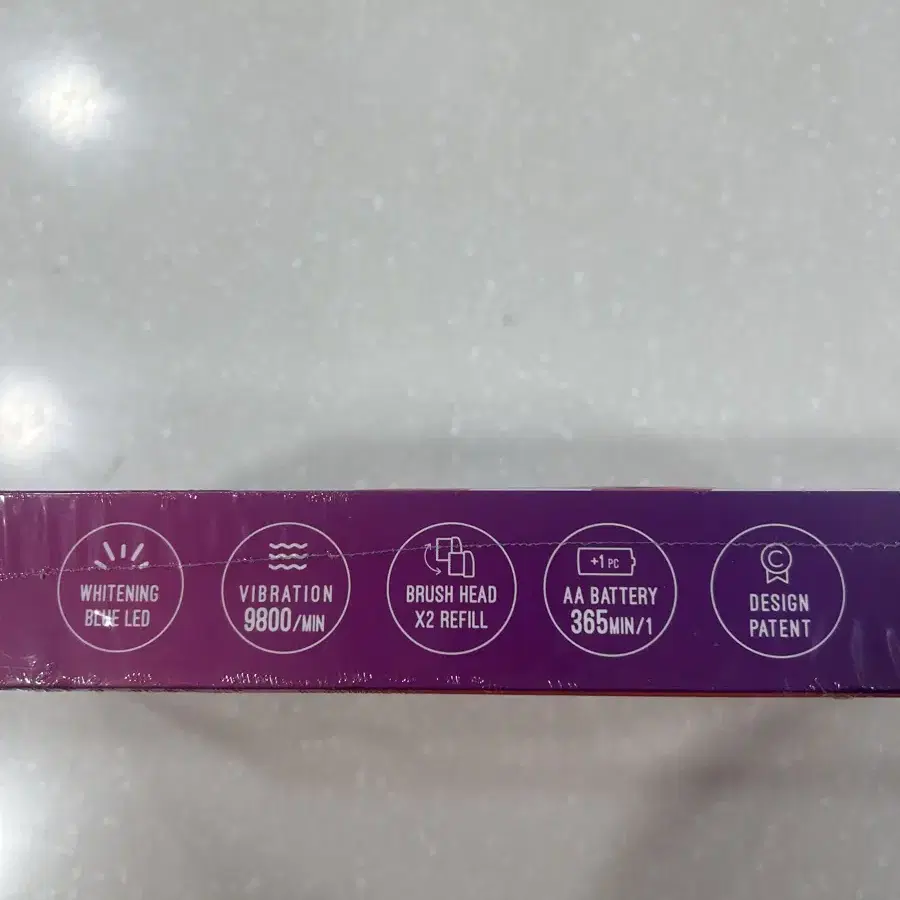 WHITENING
BLUE LED
VIBRATION
9800/MIN
BRUSH HEAD
X2 REFILL
+1 PC
AA BATTERY
365MIN/1
C
DESIGN
PATENT